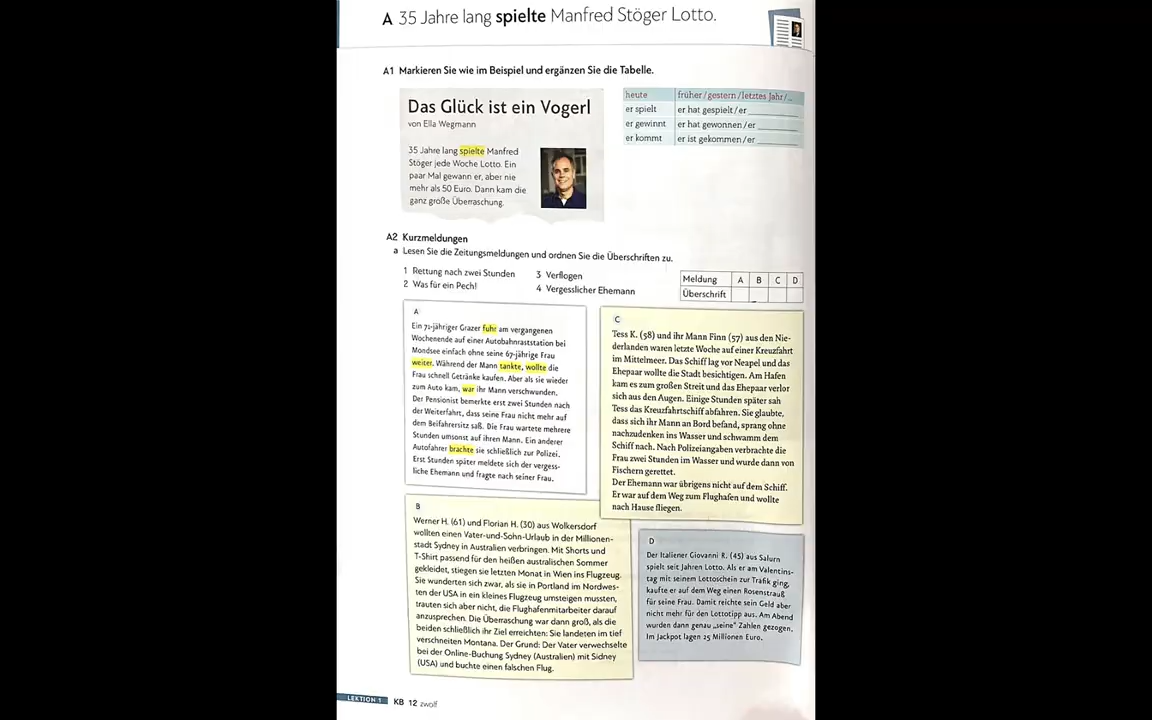 A 35 Jahre lang spielte Manfred Stöger Lotto.
A1 Markieren Sie wie im Beispiel und ergänzen Sie die Tabelle.
Das Glück ist ein Vogerl
von Ella Wegmann
35 Jahre lang spielte Manfred
Stöger jede Woche Lotto. Ein
paar Mal gewann er, aber nie
mehr als 50 Euro. Dann kam die
ganz große Überraschung.
heute früher/gestern/letztes Jahr/...
er spielt er hat gespielt/er
er gewinnt er hat gewonnen/er
er kommt er ist gekommen/er
A2 Kurzmeldungen
a Lesen Sie die Zeitungsmeldungen und ordnen Sie die Überschriften zu.
1 Rettung nach zwei Stunden
2 Was für ein Pech!
3 Verflogen
4 Vergesslicher Ehemann
Meldung A B C D
Überschrift
A
Ein 71-jähriger Grazer fuhr am vergangenen
Wochenende auf einer Autobahnraststation bei
Mondsee einfach ohne seine 67-jährige Frau
weiter. Während der Mann tankte, wollte die
Frau schnell Getränke kaufen. Aber als sie wieder
zum Auto kam, war ihr Mann verschwunden.
Der Pensionist bemerkte erst zwei Stunden nach
der Weiterfahrt, dass seine Frau nicht mehr auf
dem Beifahrersitz saß. Die Frau wartete mehrere
Stunden umsonst auf ihren Mann. Ein anderer
Autofahrer brachte sie schließlich zur Polizei.
Erst Stunden später meldete sich der vergess-
liche Ehemann und fragte nach seiner Frau.
C
Tess K. (58) und ihr Mann Finn (57) aus den Nie-
derlanden waren letzte Woche auf einer Kreuzfahrt
im Mittelmeer. Das Schiff lag vor Neapel und das
Ehepaar wollte die Stadt besichtigen. Am Hafen
kam es zum großen Streit und das Ehepaar verlor
sich aus den Augen. Einige Stunden später sah
Tess das Kreuzfahrtschiff abfahren. Sie glaubte,
dass sich ihr Mann an Bord befand, sprang ohne
nachzudenken ins Wasser und schwamm dem
Schiff nach. Nach Polizeiangaben verbrachte die
Frau zwei Stunden im Wasser und wurde dann von
Fischern gerettet.
Der Ehemann war übrigens nicht auf dem Schiff.
Er war auf dem Weg zum Flughafen und wollte
nach Hause fliegen.
B
Werner H. (61) und Florian H. (30) aus Wolkersdorf
wollten einen Vater-und-Sohn-Urlaub in der Millionen-
stadt Sydney in Australien verbringen. Mit Shorts und
T-Shirt passend für den heißen australischen Sommer
gekleidet, stiegen sie letzten Monat in Wien ins Flugzeug.
Sie wunderten sich zwar, als sie in Portland im Nordwes-
ten der USA in ein kleines Flugzeug umsteigen mussten,
trauten sich aber nicht, die Flughafenmitarbeiter darauf
anzusprechen. Die Überraschung war dann groß, als die
beiden schließlich ihr Ziel erreichten: Sie landeten im tief
verschneiten Montana. Der Grund: Der Vater verwechselte
bei der Online-Buchung Sydney (Australien) mit Sidney
(USA) und buchte einen falschen Flug.
D
Der Italiener Giovanni R. (45) aus Salurn
spielt seit Jahren Lotto. Als er am Valentins-
tag mit seinem Lottoschein zur Trafik ging,
kaufte er auf dem Weg einen Rosenstrauß
für seine Frau. Damit reichte sein Geld aber
nicht mehr für den Lottotipp aus. Am Abend
wurden dann genau „seine“ Zahlen gezogen.
Im Jackpot lagen 25 Millionen Euro.
LEKTION 1 KB 12 zwölf